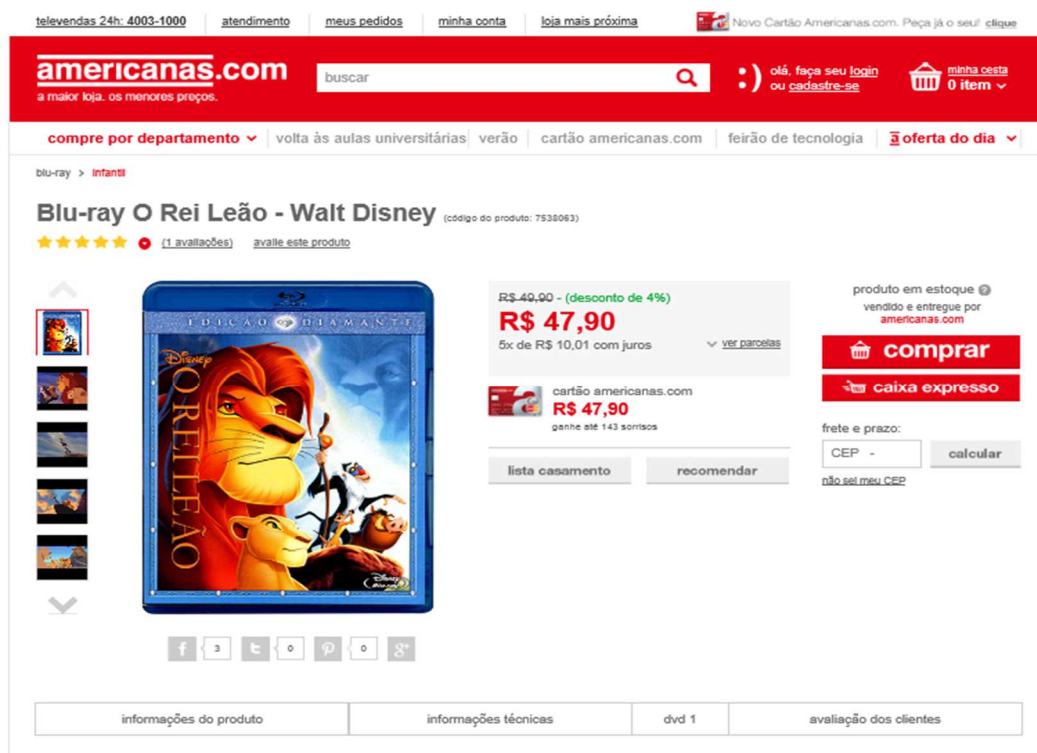 televendas 24h: 4003-1000
atendimento
meus pedidos
minha conta
loja mais próxima
Novo Cartão Americanas.com. Peça já o seu! clique
americanas.com
a maior loja. os menores preços.
buscar
:) olá, faça seu login
ou cadastre-se
minha cesta
0 item
compre por departamento
volta às aulas universitárias
verão
cartão americanas.com
feirão de tecnologia
a oferta do dia
blu-ray > infantil
Blu-ray O Rei Leão - Walt Disney (código do produto: 7538063)
(1 avaliações)
avalie este produto
EDIÇÃO DIAMANTE
Disney
O REI LEÃO
Disney
R$ 49,90 - (desconto de 4%)
R$ 47,90
5x de R$ 10,01 com juros
ver parcelas
cartão americanas.com
R$ 47,90
ganhe até 143 sorrisos
lista casamento
recomendar
produto em estoque ?
vendido e entregue por
americanas.com
comprar
caixa expresso
frete e prazo:
CEP -
calcular
não sei meu CEP
f 3
t 0
0
g+
informações do produto
informações técnicas
dvd 1
avaliação dos clientes